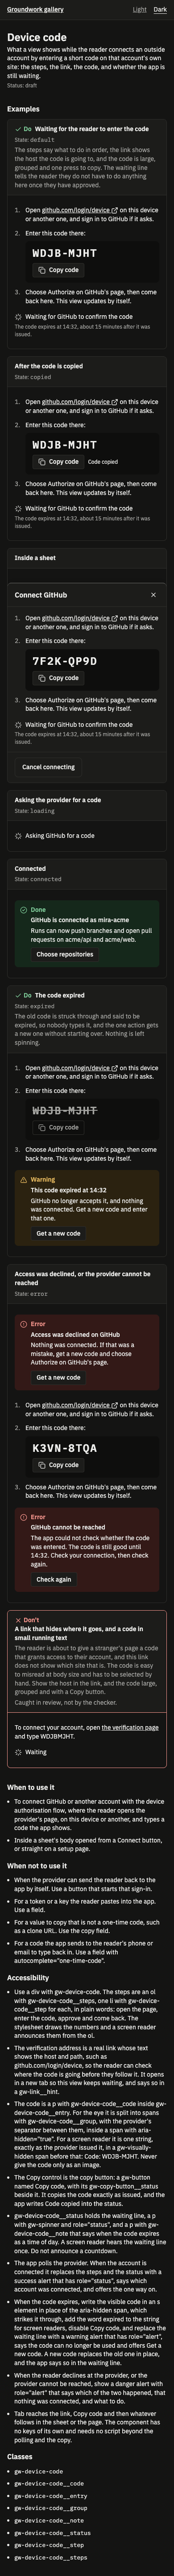 Groundwork gallery
Light
Dark
Device code
What a view shows while the reader connects an outside
account by entering a short code on that account's own
site: the steps, the link, the code, and whether the app is
still waiting.
Status: draft
Examples
Do Waiting for the reader to enter the code
State: default
The steps say what to do in order, the link shows
the host the code is going to, and the code is large,
grouped and one press to copy. The waiting line
tells the reader they do not have to do anything
here once they have approved.
1. Open github.com/login/device on this device
or another one, and sign in to GitHub if it asks.
2. Enter this code there:
WDJB-MJHT
Copy code
3. Choose Authorize on GitHub's page, then come
back here. This view updates by itself.
Waiting for GitHub to confirm the code
The code expires at 14:32, about 15 minutes after it was
issued.
After the code is copied
State: copied
1. Open github.com/login/device on this device
or another one, and sign in to GitHub if it asks.
2. Enter this code there:
WDJB-MJHT
Copy code
Code copied
3. Choose Authorize on GitHub's page, then come
back here. This view updates by itself.
Waiting for GitHub to confirm the code
The code expires at 14:32, about 15 minutes after it was
issued.
Inside a sheet
Connect GitHub
1. Open github.com/login/device on this device
or another one, and sign in to GitHub if it asks.
2. Enter this code there:
7F2K-QP9D
Copy code
3. Choose Authorize on GitHub's page, then come
back here. This view updates by itself.
Waiting for GitHub to confirm the code
The code expires at 14:32, about 15 minutes after it was
issued.
Cancel connecting
Asking the provider for a code
State: loading
Asking GitHub for a code
Connected
State: connected
Done
GitHub is connected as mira-acme
Runs can now push branches and open pull
requests on acme/api and acme/web.
Choose repositories
Do The code expired
State: expired
The old code is struck through and said to be
expired, so nobody types it, and the one action gets
a new one without starting over. Nothing is left
spinning.
1. Open github.com/login/device on this device
or another one, and sign in to GitHub if it asks.
2. Enter this code there:
WDJB-MJHT
Copy code
3. Choose Authorize on GitHub's page, then come
back here. This view updates by itself.
Warning
This code expired at 14:32
GitHub no longer accepts it, and nothing
was connected. Get a new code and enter
that one.
Get a new code
Access was declined, or the provider cannot be
reached
State: error
Error
Access was declined on GitHub
Nothing was connected. If that was a
mistake, get a new code and choose
Authorize on GitHub's page.
Get a new code
1. Open github.com/login/device on this device
or another one, and sign in to GitHub if it asks.
2. Enter this code there:
K3VN-8TQA
Copy code
3. Choose Authorize on GitHub's page, then come
back here. This view updates by itself.
Error
GitHub cannot be reached
The app could not check whether the code
was entered. The code is still good until
14:32. Check your connection, then check
again.
Check again
Don't
A link that hides where it goes, and a code in
small running text
The reader is about to give a stranger's page a code
that grants access to their account, and this link
does not show which site that is. The code is easy
to misread at body size and has to be selected by
hand. Show the host in the link, and the code large,
grouped and with a Copy button.
Caught in review, not by the checker.
To connect your account, open the verification page
and type WDJBMJHT.
Waiting
When to use it
• To connect GitHub or another account with the device
authorisation flow, where the reader opens the
provider's page, on this device or another, and types a
code the app shows.
• Inside a sheet's body opened from a Connect button,
or straight on a setup page.
When not to use it
• When the provider can send the reader back to the
app by itself. Use a button that starts that sign-in.
• For a token or a key the reader pastes into the app.
Use a field.
• For a value to copy that is not a one-time code, such
as a clone URL. Use the copy field.
• For a code the app sends to the reader's phone or
email to type back in. Use a field with
autocomplete="one-time-code".
Accessibility
• Use a div with gw-device-code. The steps are an ol
with gw-device-code__steps, one li with gw-device-
code__step for each, in plain words: open the page,
enter the code, approve and come back. The
stylesheet draws the numbers and a screen reader
announces them from the ol.
• The verification address is a real link whose text
shows the host and path, such as
github.com/login/device, so the reader can check
where the code is going before they follow it. It opens
in a new tab so this view keeps waiting, and says so in
a gw-link__hint.
• The code is a p with gw-device-code__code inside gw-
device-code__entry. For the eye it is split into spans
with gw-device-code__group, with the provider's
separator between them, inside a span with aria-
hidden="true". For a screen reader it is one string,
exactly as the provider issued it, in a gw-visually-
hidden span before that: Code: WDJB-MJHT. Never
give the code only as an image.
• The Copy control is the copy button: a gw-button
named Copy code, with its gw-copy-button__status
beside it. It copies the code exactly as issued, and the
app writes Code copied into the status.
• gw-device-code__status holds the waiting line, a p
with gw-spinner and role="status", and a p with gw-
device-code__note that says when the code expires
as a time of day. A screen reader hears the waiting line
once. Do not announce a countdown.
• The app polls the provider. When the account is
connected it replaces the steps and the status with a
success alert that has role="status", says which
account was connected, and offers the one way on.
• When the code expires, write the visible code in an s
element in place of the aria-hidden span, which
strikes it through, add the word expired to the string
for screen readers, disable Copy code, and replace the
waiting line with a warning alert that has role="alert",
says the code can no longer be used and offers Get a
new code. A new code replaces the old one in place,
and the app says so in the waiting line.
• When the reader declines at the provider, or the
provider cannot be reached, show a danger alert with
role="alert" that says which of the two happened, that
nothing was connected, and what to do.
• Tab reaches the link, Copy code and then whatever
follows in the sheet or the page. The component has
no keys of its own and needs no script beyond the
polling and the copy.
Classes
• gw-device-code
• gw-device-code__code
• gw-device-code__entry
• gw-device-code__group
• gw-device-code__note
• gw-device-code__status
• gw-device-code__step
• gw-device-code__steps